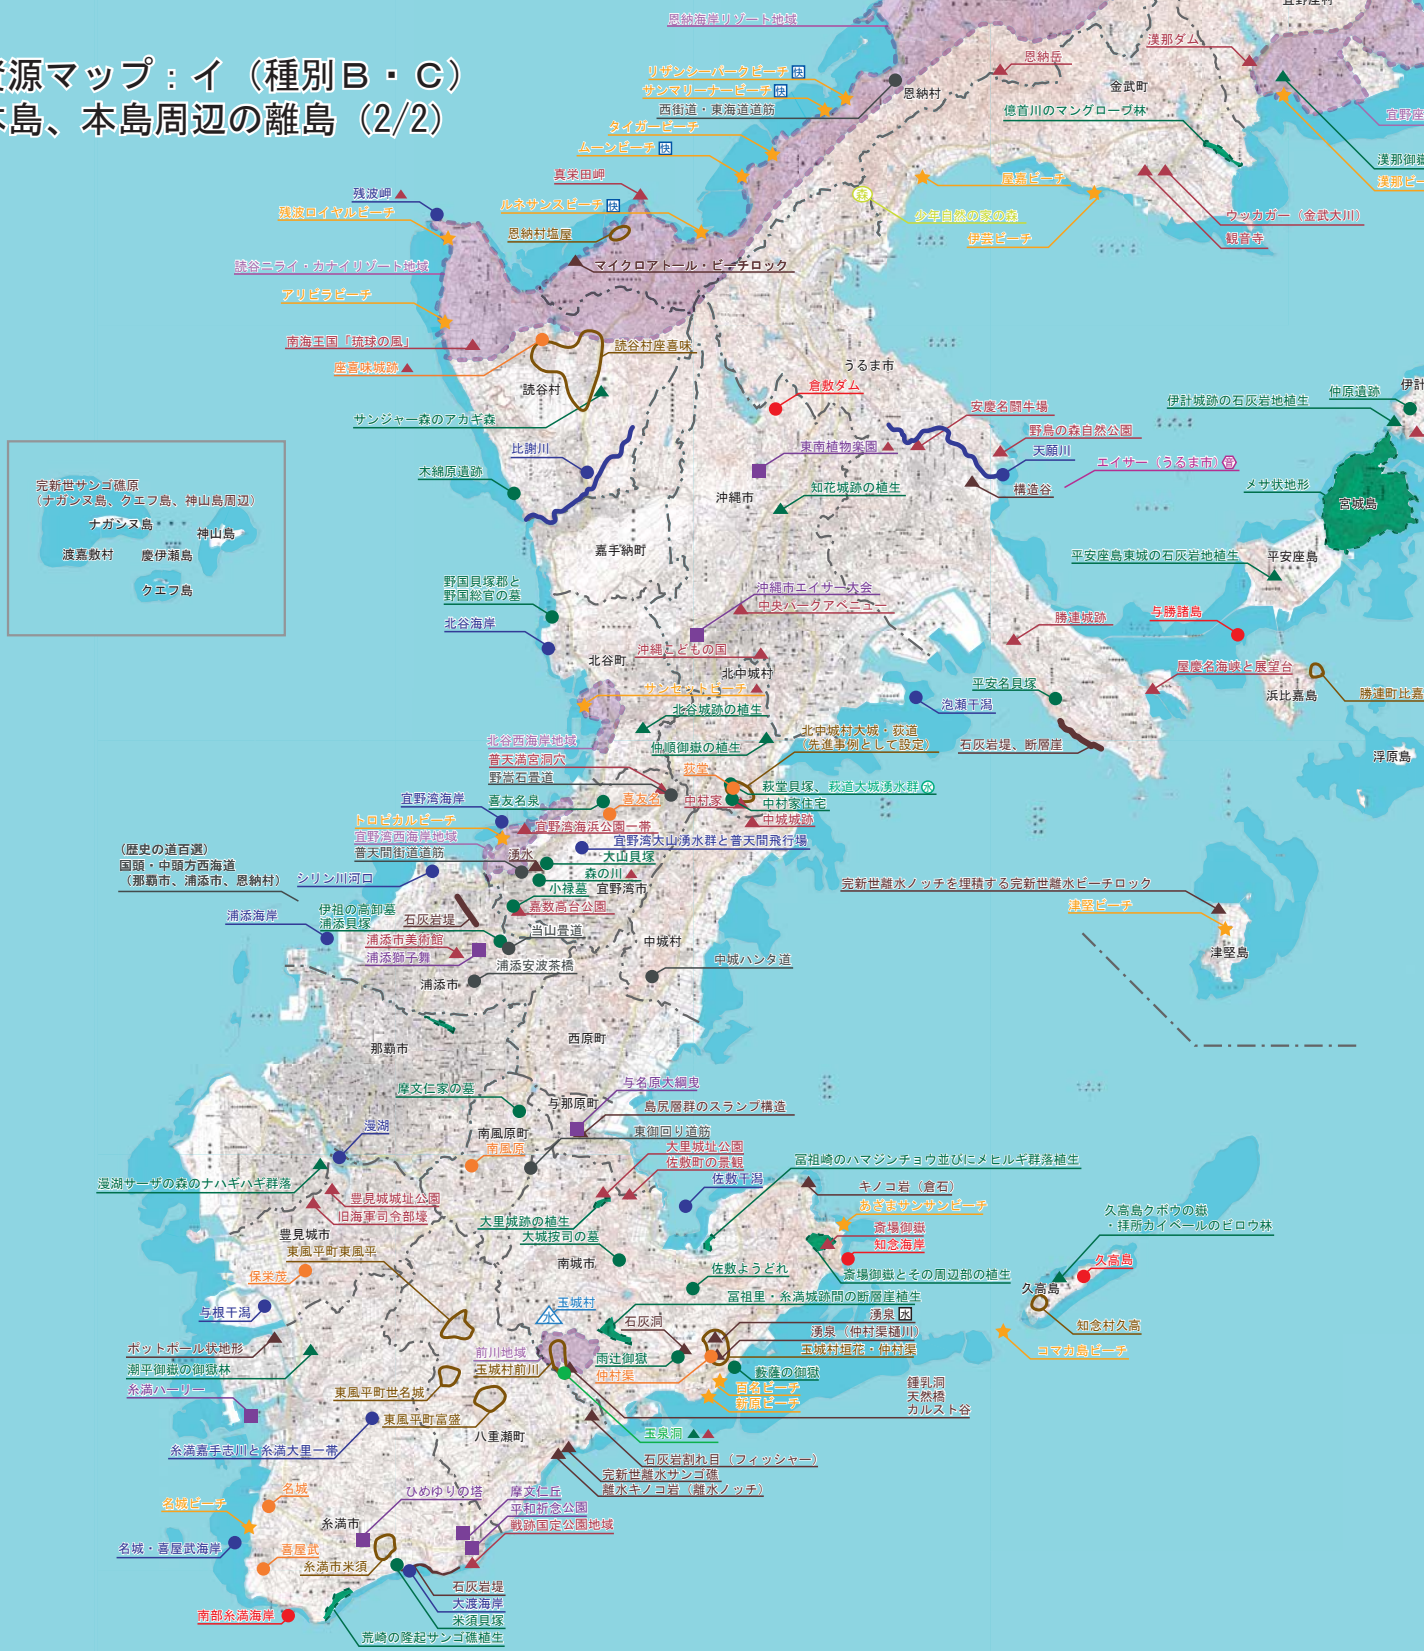 資源マップ：イ（種別Ｂ・Ｃ）
本島、本島周辺の離島（2/2）
恩納海岸リゾート地域
宜野座村
漢那ダム
恩納岳
リザンシーパークビーチ 快
サンマリーナービーチ 快
西街道・東海道道筋
恩納村
金武町
億首川のマングローブ林
宜野座
タイガービーチ
ムーンビーチ 快
漢那御嶽
漢那ビー
真栄田岬
残波岬
残波ロイヤルビーチ
ルネサンスビーチ 快
恩納村塩屋
屋嘉ビーチ
森
少年自然の家の森
伊芸ビーチ
ウッカガー（金武大川）
観音寺
読谷ニライ・カナイリゾート地域
マイクロアトール・ビーチロック
アリビラビーチ
南海王国「琉球の風」
読谷村座喜味
座喜味城跡
読谷村
うるま市
倉敷ダム
仲原遺跡
伊計
伊計城跡の石灰岩地植生
サンジャー森のアカギ森
安慶名闘牛場
野鳥の森自然公園
比謝川
東南植物楽園
天願川
エイサー（うるま市） 音
木綿原遺跡
知花城跡の植生
構造谷
メサ状地形
宮城島
沖縄市
完新世サンゴ礁原
（ナガンヌ島、クエフ島、神山島周辺）
ナガンヌ島
神山島
渡嘉敷村
慶伊瀬島
クエフ島
嘉手納町
平安座島東城の石灰岩地植生
平安座島
野国貝塚郡と
野国総官の墓
沖縄市エイサー大会
中央パークアベニュー
北谷海岸
勝連城跡
与勝諸島
沖縄こどもの国
北谷町
北中城村
屋慶名海峡と展望台
浜比嘉島
勝連町比嘉
サンセットビーチ
平安名貝塚
泡瀬干潟
北谷城跡の植生
北谷西海岸地域
仲順御嶽の植生
北中城村大城・荻道
（先進事例として設定）
石灰岩堤、断層崖
浮原島
普天満宮洞穴
荻堂
野嵩石畳道
荻堂貝塚、荻道大城湧水群 水
宜野湾海岸
喜友名泉
喜友名
中村家
中村家住宅
トロピカルビーチ
宜野湾海浜公園一帯
中城城跡
宜野湾西海岸地域
宜野湾大山湧水群と普天間飛行場
（歴史の道百選）
国頭・中頭方西海道
（那覇市、浦添市、恩納村）
普天間街道道筋
湧水
大山貝塚
シリン川河口
森の川
小禄墓
宜野湾市
完新世離水ノッチを埋積する完新世離水ビーチロック
浦添海岸
伊祖の高御墓
浦添貝塚
石灰岩堤
嘉数高台公園
津堅ビーチ
当山畳道
浦添市美術館
浦添獅子舞
中城村
津堅島
浦添安波茶橋
中城ハンタ道
浦添市
西原町
那覇市
摩文仁家の墓
与名原大綱曳
与那原町
島尻層群のスランプ構造
漫湖
南風原町
東御回り道筋
南風原
大里城址公園
佐敷町の景観
冨祖崎のハマジンチョウ並びにメヒルギ群落植生
漫湖サーザの森のナハギハギ群落
佐敷干潟
キノコ岩（倉石）
豊見城城址公園
あざまサンサンビーチ
久高島クボウの嶽
・拝所カイベールのビロウ林
旧海軍司令部壕
大里城跡の植生
斎場御嶽
豊見城市
大城按司の墓
知念海岸
東風平町東風平
南城市
久高島
保栄茂
佐敷ようどれ
斎場御嶽とその周辺部の植生
久高島
与根干潟
玉城村
冨祖里・糸満城跡間の断層崖植生
石灰洞
湧泉 水
知念村久高
ポットポール状地形
湧泉（仲村渠樋川）
前川地域
雨辻御嶽
玉城村垣花・仲村渠
コマカ島ビーチ
潮平御嶽の御獄林
玉城村前川
仲村渠
藪薩の御嶽
糸満ハーリー
東風平町世名城
百名ビーチ
新原ビーチ
鍾乳洞
天然橋
カルスト谷
東風平町富盛
糸満嘉手志川と糸満大里一帯
八重瀬町
玉泉洞
石灰岩割れ目（フィッシャー）
完新世離水サンゴ礁
離水キノコ岩（離水ノッチ）
名城
ひめゆりの塔
摩文仁丘
名城ビーチ
平和祈念公園
糸満市
戦跡国定公園地域
名城・喜屋武海岸
喜屋武
糸満市米須
石灰岩堤
大渡海岸
南部糸満海岸
米須貝塚
荒崎の隆起サンゴ礁植生